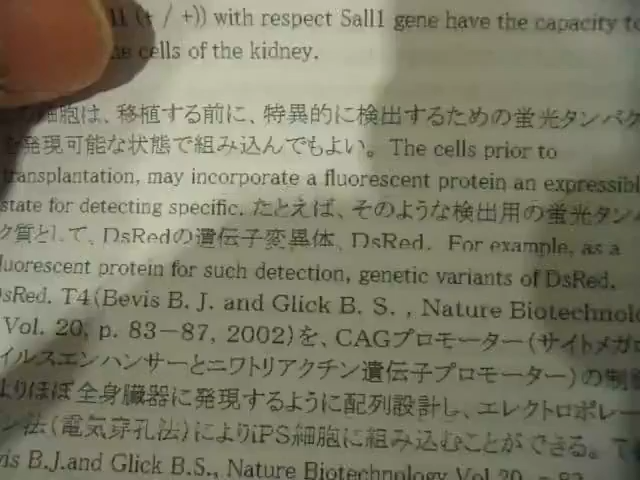 (+ / +)) with respect Sall1 gene have the capacity to
cells of the kidney.
細胞は、移植する前に、特異的に検出するための蛍光タンパク
発現可能な状態で組み込んでもよい。The cells prior to
transplantation, may incorporate a fluorescent protein an expressibl
state for detecting specific. たとえば、そのような検出用の蛍光タン
ク質として、DsRedの遺伝子変異体、DsRed. For example, as a
luorescent protein for such detection, genetic variants of DsRed.
sRed. T4(Bevis B. J. and Glick B. S. , Nature Biotechnolo
Vol. 20, p. 83－87, 2002)を、CAGプロモーター(サイトメガロ
イルスエンハンサーとニワトリアクチン遺伝子プロモーター)の制
よりほぼ全身臓器に発現するように配列設計し、エレクトロポレー
ン法(電気穿孔法)によりiPS細胞に組み込むことができる。
is B.J.and Glick B.S., Nature Biotechnology Vol 20